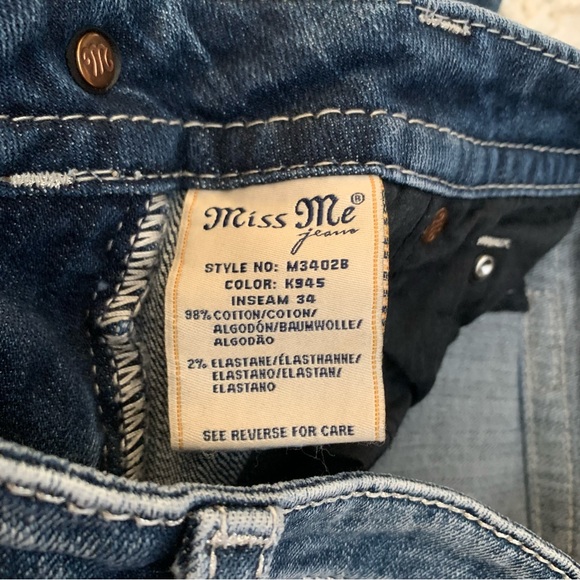 Miss Me®
jeans
STYLE NO: M3402B
COLOR: K945
INSEAM 34
98% COTTON/COTON/
ALGODÓN/BAUMWOLLE/
ALGODÃO
2% ELASTANE/ÉLASTHANNE/
ELASTANO/ELASTAN/
ELASTANO
SEE REVERSE FOR CARE